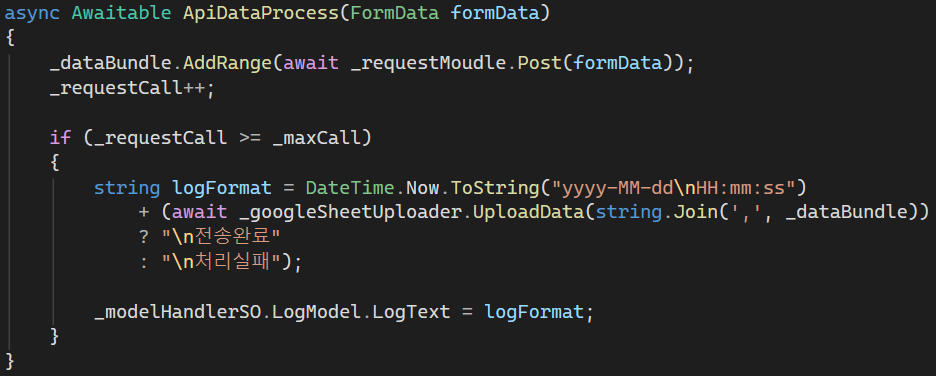 async Awaitable ApiDataProcess(FormData formData)
{
    _dataBundle.AddRange(await _requestMoudle.Post(formData));
    _requestCall++;

    if (_requestCall >= _maxCall)
    {
        string logFormat = DateTime.Now.ToString("yyyy-MM-dd\nHH:mm:ss")
            + (await _googleSheetUploader.UploadData(string.Join(',', _dataBundle))
            ? "\n전송완료"
            : "\n처리실패");

        _modelHandlerSO.LogModel.LogText = logFormat;
    }
}